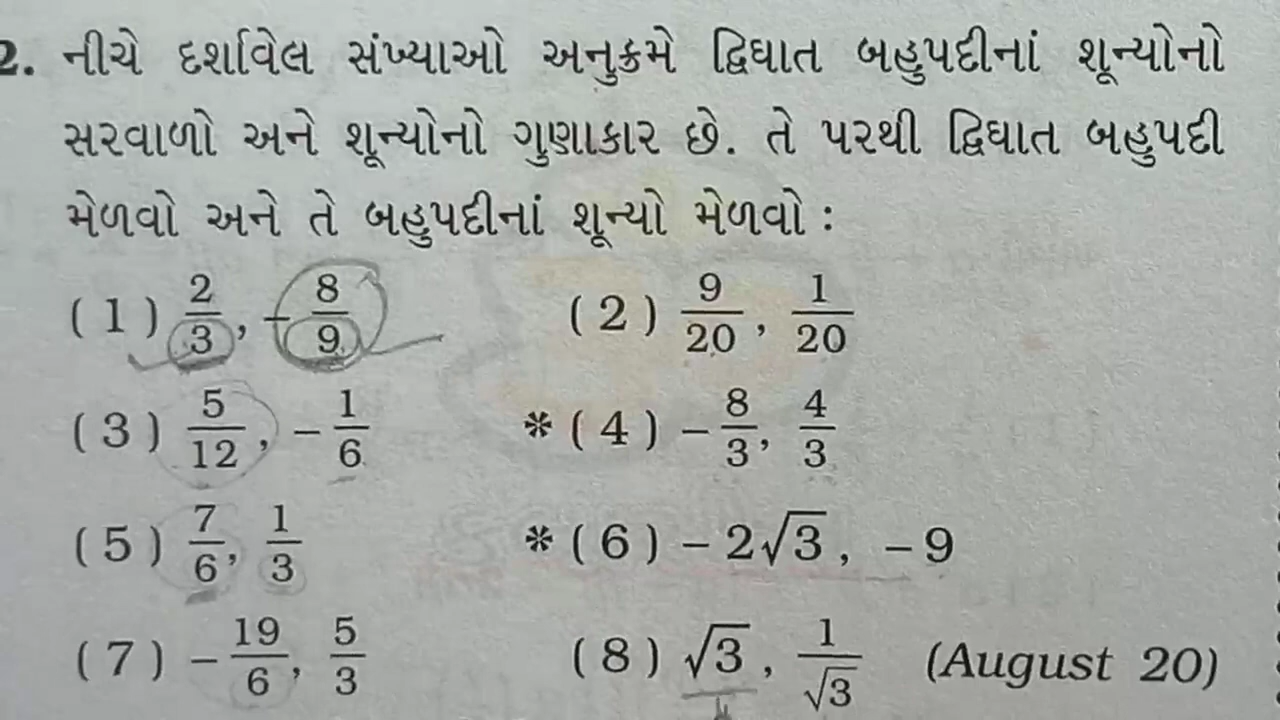 2. નીચે દર્શાવેલ સંખ્યાઓ અનુક્રમે દ્વિઘાત બહુપદીનાં શૂન્યોનો
સરવાળો અને શૂન્યોનો ગુણાકાર છે. તે પરથી દ્વિઘાત બહુપદી
મેળવો અને તે બહુપદીનાં શૂન્યો મેળવો :
(1) 2/3, -8/9 (2) 9/20, 1/20
(3) 5/12, -1/6 *(4) -8/3, 4/3
(5) 7/6, 1/3 *(6) -2√3, -9
(7) -19/6, 5/3 (8) √3, 1/√3 (August 20)